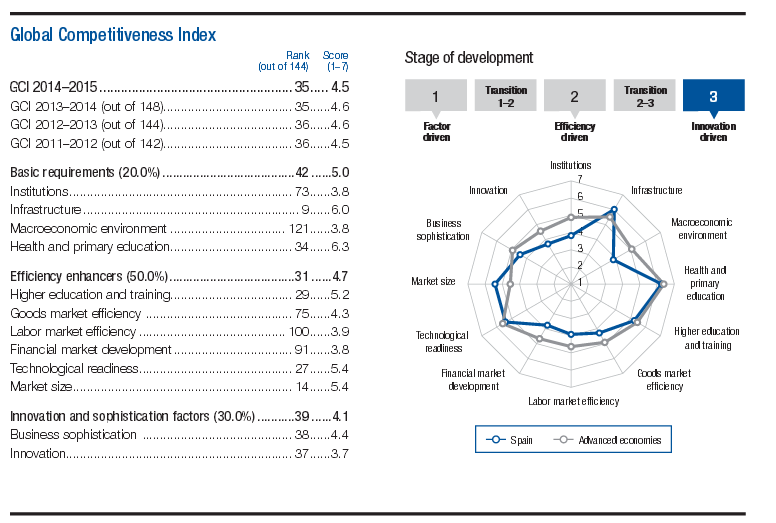 Global Competitiveness Index
Rank Score
(out of 144) (1–7)
GCI 2014–2015 35 4.5
GCI 2013–2014 (out of 148) 35 4.6
GCI 2012–2013 (out of 144) 36 4.6
GCI 2011–2012 (out of 142) 36 4.5
Basic requirements (20.0%) 42 5.0
Institutions 73 3.8
Infrastructure 9 6.0
Macroeconomic environment 121 3.8
Health and primary education 34 6.3
Efficiency enhancers (50.0%) 31 4.7
Higher education and training 29 5.2
Goods market efficiency 75 4.3
Labor market efficiency 100 3.9
Financial market development 91 3.8
Technological readiness 27 5.4
Market size 14 5.4
Innovation and sophistication factors (30.0%) 39 4.1
Business sophistication 38 4.4
Innovation 37 3.7
Stage of development
1
Transition
1–2
2
Transition
2–3
3
Factor
driven
Efficiency
driven
Innovation
driven
Institutions
Infrastructure
Macroeconomic
environment
Health and
primary
education
Higher education
and training
Goods market
efficiency
Labor market efficiency
Financial market
development
Technological
readiness
Market size
Business
sophistication
Innovation
7
6
5
4
3
2
1
Spain
Advanced economies